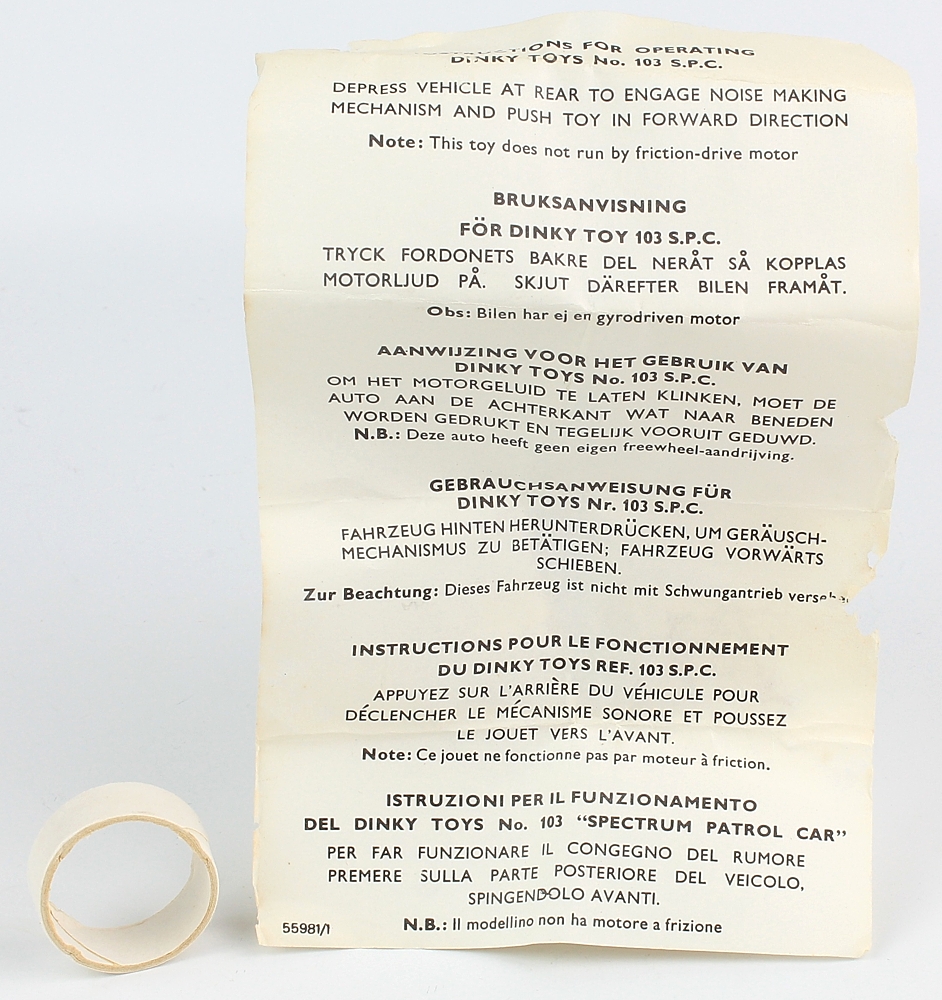 FOR OPERATING
DINKY TOYS No. 103 S.P.C.
DEPRESS VEHICLE AT REAR TO ENGAGE NOISE MAKING
MECHANISM AND PUSH TOY IN FORWARD DIRECTION
Note: This toy does not run by friction-drive motor
BRUKSANVISNING
FÖR DINKY TOY 103 S.P.C.
TRYCK FORDONETS BAKRE DEL NERÅT SÅ KOPPLAS
MOTORLJUD PÅ. SKJUT DÄREFTER BILEN FRAMÅT.
Obs: Bilen har ej en gyrodriven motor
AANWIJZING VOOR HET GEBRUIK VAN
DINKY TOYS No. 103 S.P.C.
OM HET MOTORGELUID TE LATEN KLINKEN, MOET DE
AUTO AAN DE ACHTERKANT WAT NAAR BENEDEN
WORDEN GEDRUKT EN TEGELIJK VOORUIT GEDUWD.
N.B.: Deze auto heeft geen eigen freewheel-aandrijving.
GEBRAUCHSANWEISUNG FÜR
DINKY TOYS Nr. 103 S.P.C.
FAHRZEUG HINTEN HERUNTERDRÜCKEN, UM GERÄUSCH-
MECHANISMUS ZU BETÄTIGEN; FAHRZEUG VORWÄRTS
SCHIEBEN.
Zur Beachtung: Dieses Fahrzeug ist nicht mit Schwungantrieb
INSTRUCTIONS POUR LE FONCTIONNEMENT
DU DINKY TOYS REF. 103 S.P.C.
APPUYEZ SUR L'ARRIÈRE DU VÉHICULE POUR
DÉCLENCHER LE MÉCANISME SONORE ET POUSSEZ
LE JOUET VERS L'AVANT.
Note: Ce jouet ne fonctionne pas par moteur à friction.
ISTRUZIONI PER IL FUNZIONAMENTO
DEL DINKY TOYS No. 103 "SPECTRUM PATROL CAR"
PER FAR FUNZIONARE IL CONGEGNO DEL RUMORE
PREMERE SULLA PARTE POSTERIORE DEL VEICOLO,
SPINGENDOLO AVANTI.
N.B.: Il modellino non ha motore a frizione
55981/1